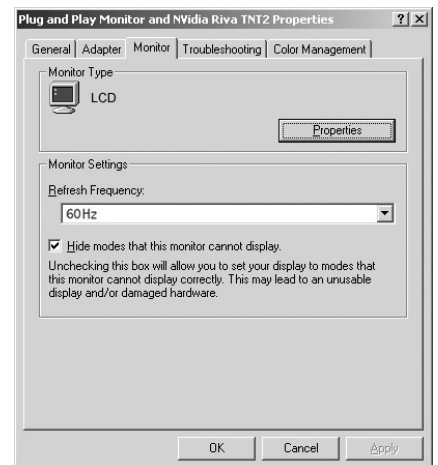 Plug and Play Monitor and NVidia Riva TNT2 Properties ? X
General Adapter Monitor Troubleshooting Color Management
Monitor Type
LCD
Properties
Monitor Settings
Refresh Frequency:
60Hz
Hide modes that this monitor cannot display.
Unchecking this box will allow you to set your display to modes that
this monitor cannot display correctly. This may lead to an unusable
display and/or damaged hardware.
OK Cancel Apply